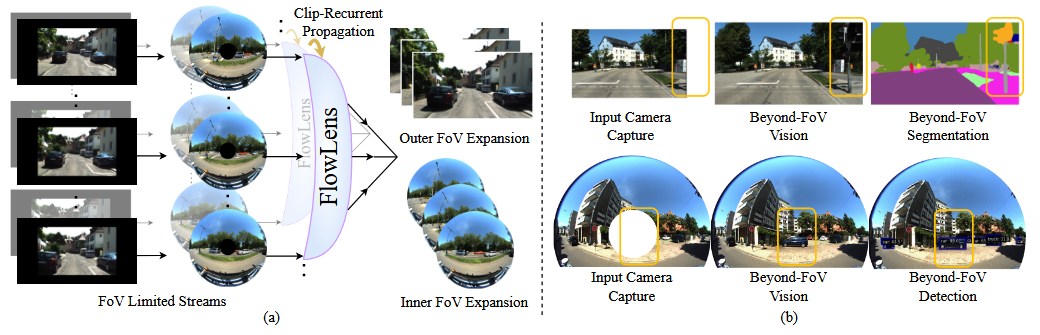 Clip-Recurrent
Propagation
FlowLens
FlowLens
Outer FoV Expansion
Inner FoV Expansion
FoV Limited Streams
(a)
Input Camera
Capture
Beyond-FoV
Vision
Beyond-FoV
Segmentation
Input Camera
Capture
Beyond-FoV
Vision
Beyond-FoV
Detection
(b)